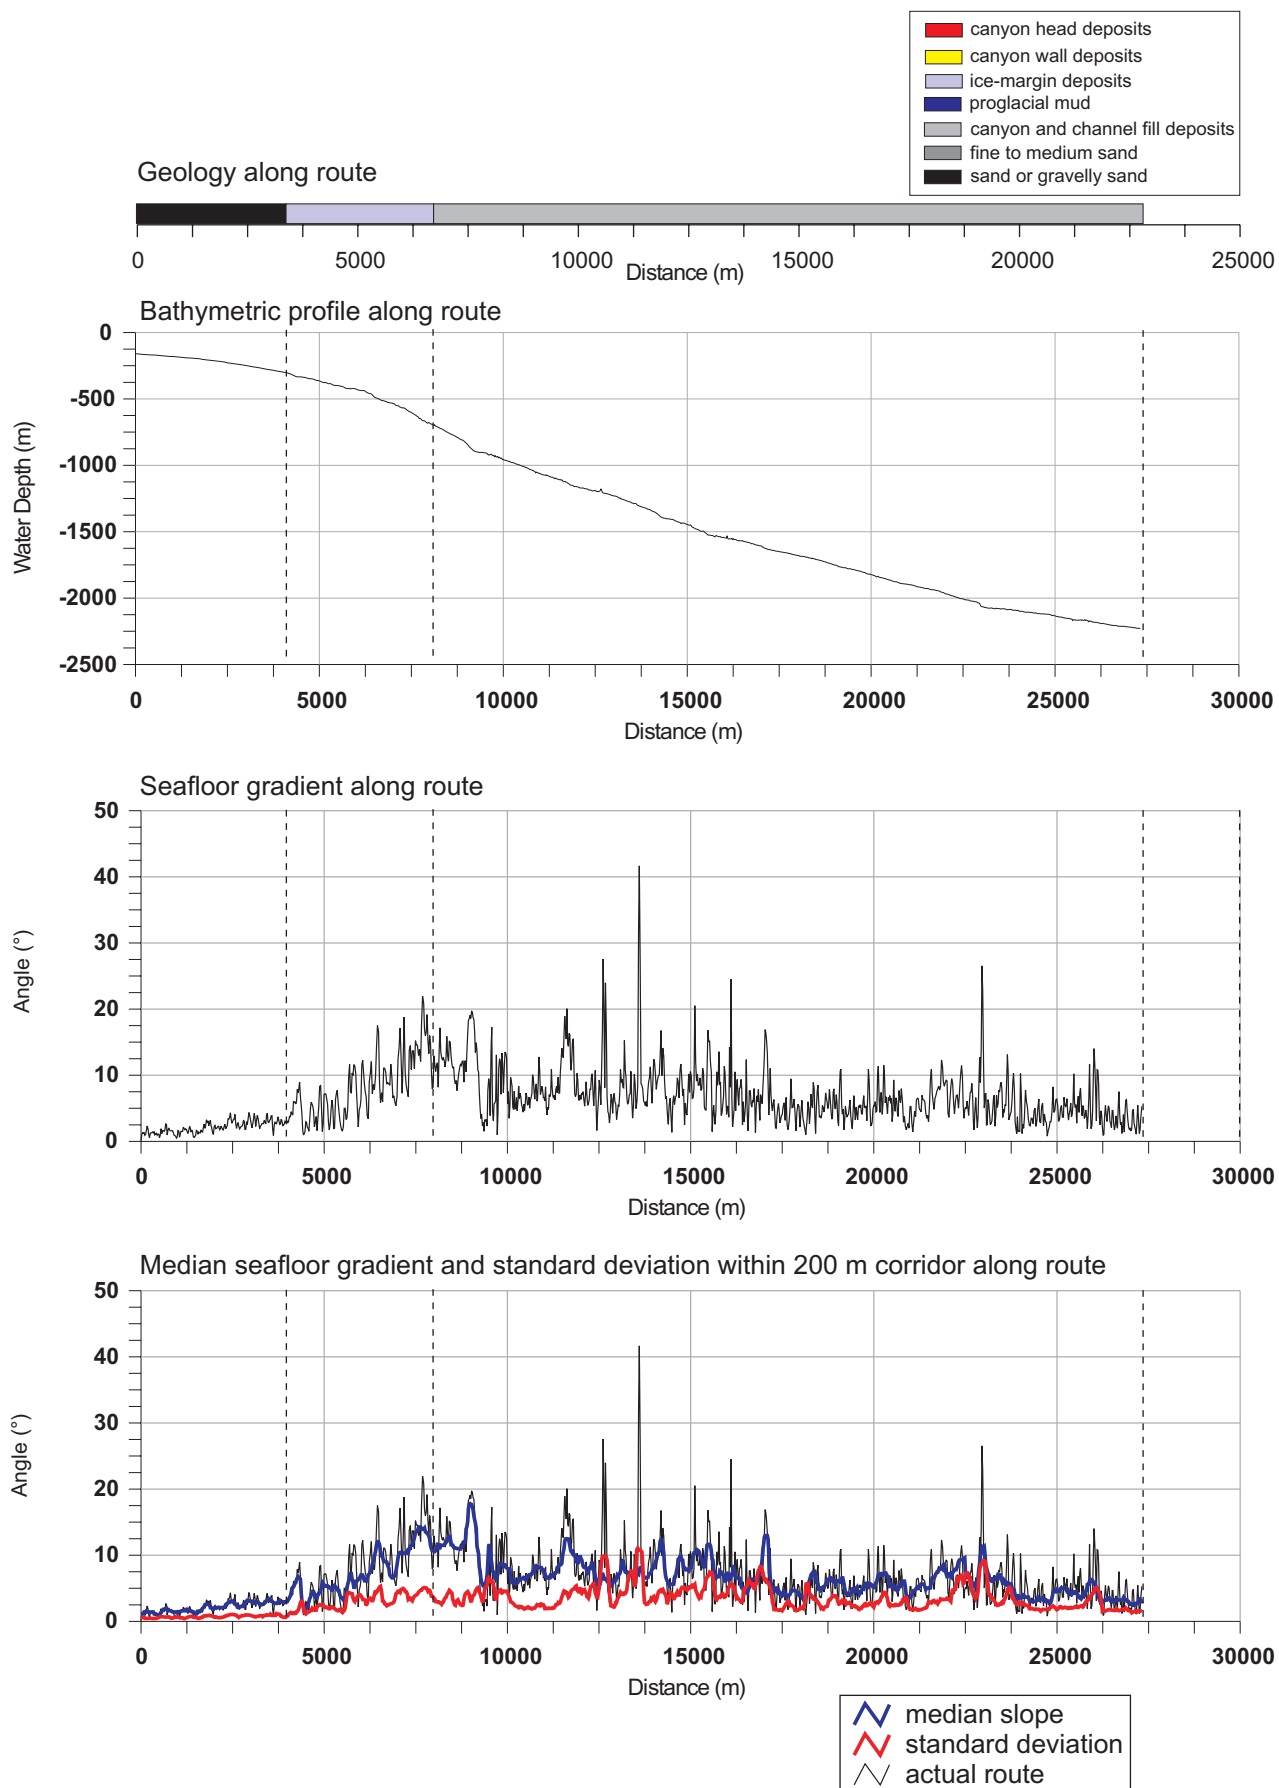 canyon head deposits
canyon wall deposits
ice-margin deposits
proglacial mud
canyon and channel fill deposits
fine to medium sand
sand or gravelly sand
Geology along route
0 5000 10000 15000 20000 25000
Distance (m)
Bathymetric profile along route
0
-500
-1000
-1500
-2000
-2500
Water Depth (m)
0 5000 10000 15000 20000 25000 30000
Distance (m)
Seafloor gradient along route
50
40
30
20
10
0
Angle (°)
0 5000 10000 15000 20000 25000 30000
Distance (m)
Median seafloor gradient and standard deviation within 200 m corridor along route
50
40
30
20
10
0
Angle (°)
0 5000 10000 15000 20000 25000 30000
Distance (m)
median slope
standard deviation
actual route